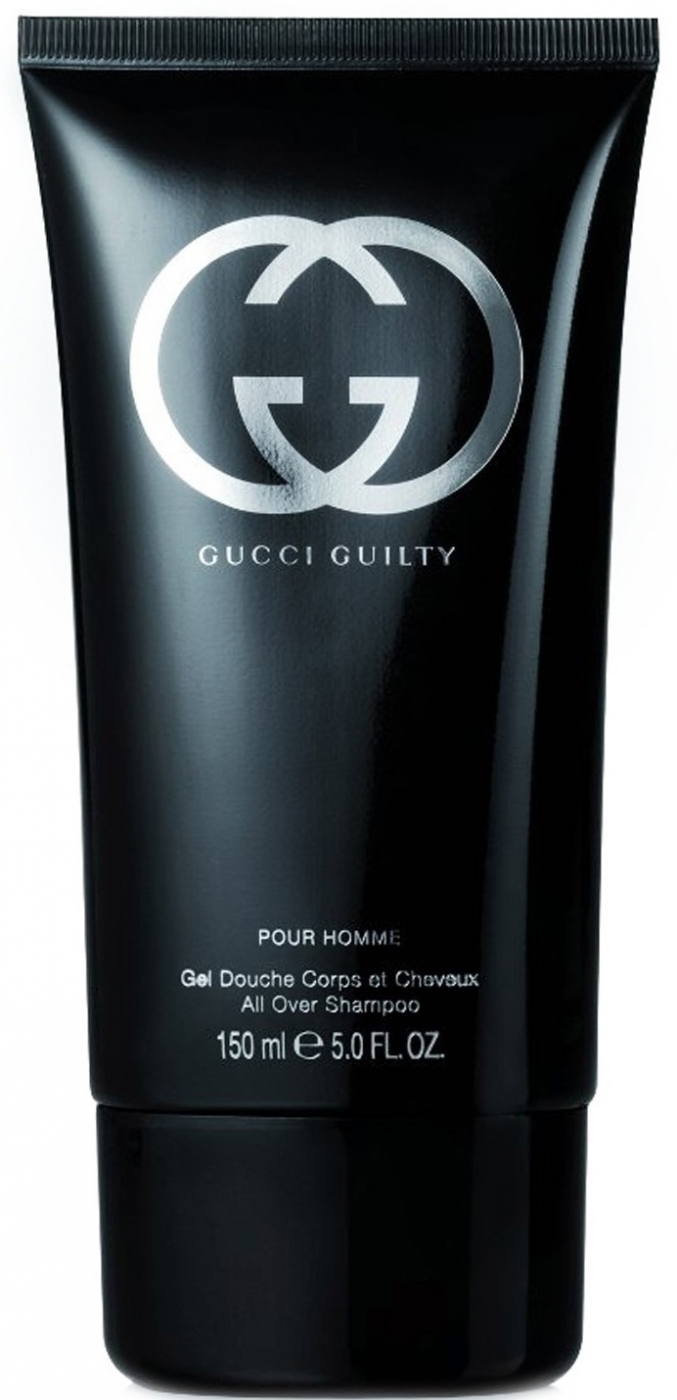 GUCCI GUILTY
POUR HOMME
Gel Douche Corps et Cheveux
All Over Shampoo
150 ml e 5.0 FL. OZ.